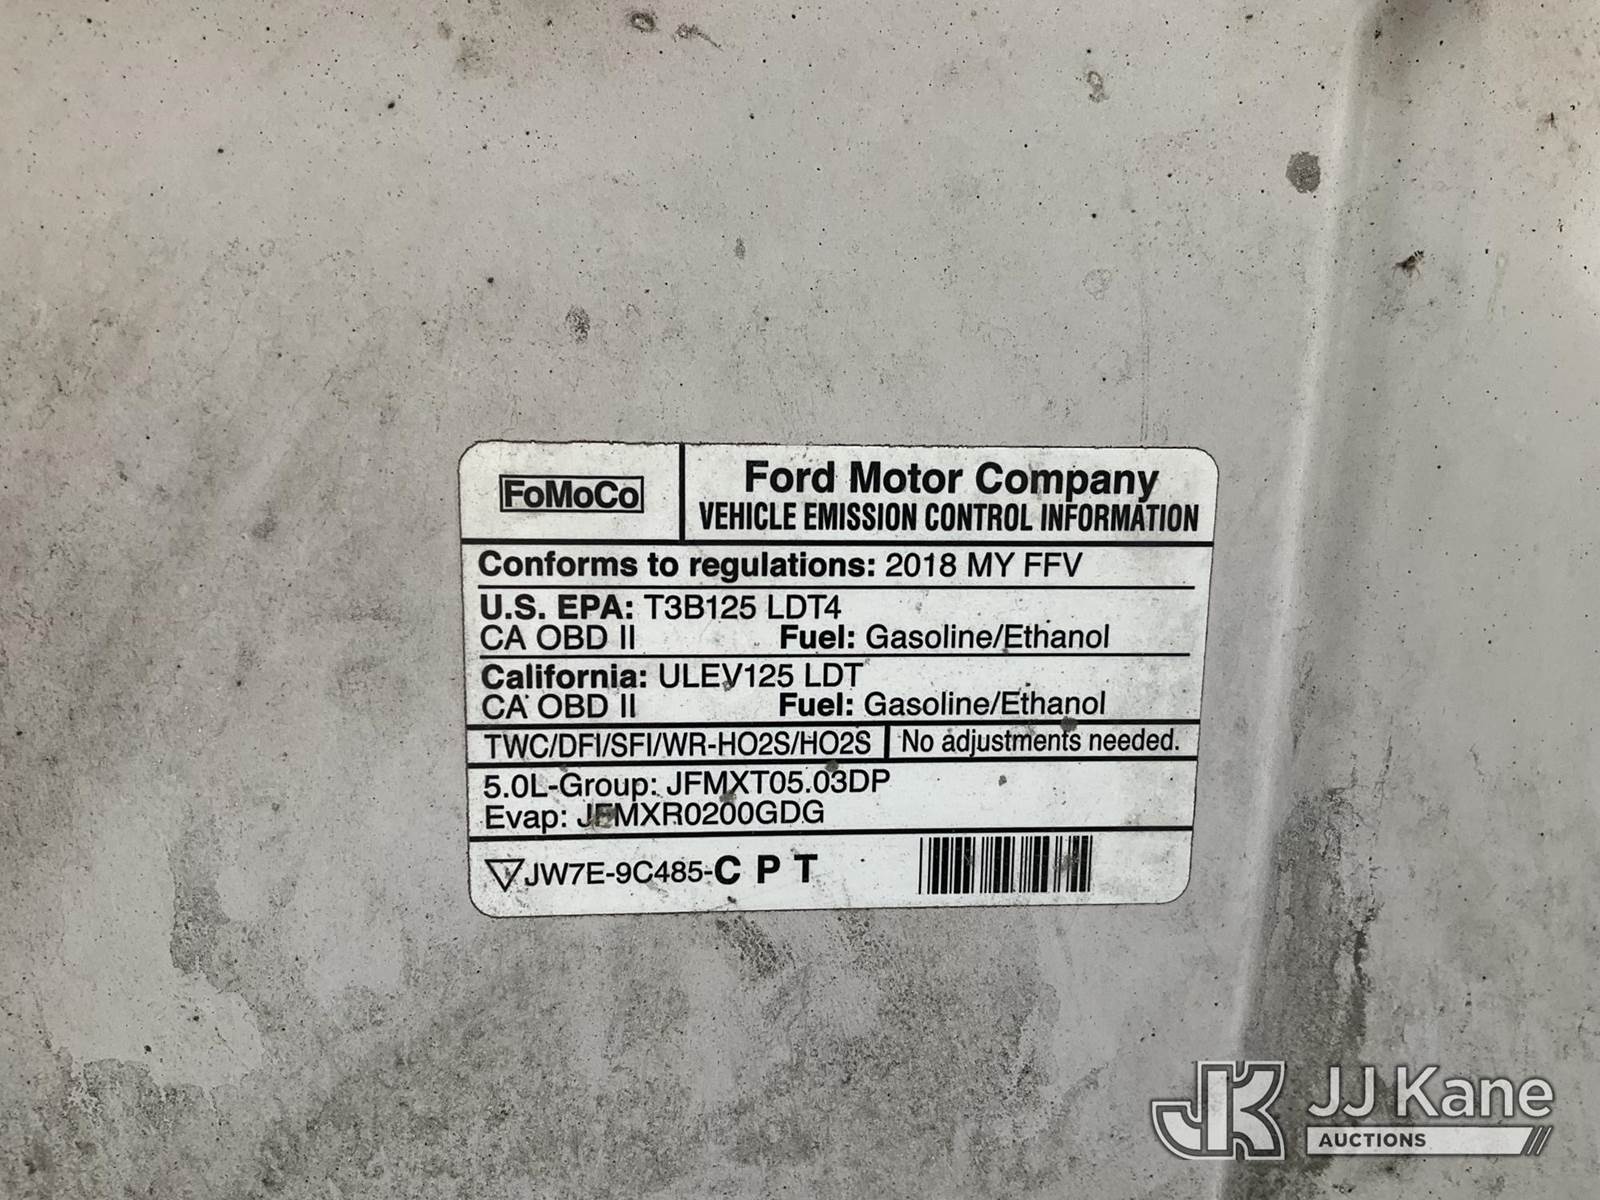 FoMoCo
Ford Motor Company
VEHICLE EMISSION CONTROL INFORMATION
Conforms to regulations: 2018 MY FFV
U.S. EPA: T3B125 LDT4
CA OBD II Fuel: Gasoline/Ethanol
California: ULEV125 LDT
CA OBD II Fuel: Gasoline/Ethanol
TWC/DFI/SFI/WR-HO2S/HO2S No adjustments needed.
5.0L-Group: JFMXT05.03DP
Evap: JFMXR0200GDG
JW7E-9C485-C P T
JK JJ Kane
AUCTIONS